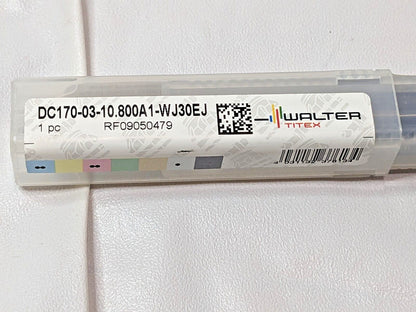 DC170-03-10.800A1-WJ30EJ
1 pc RF09050479
WALTER
TITEX